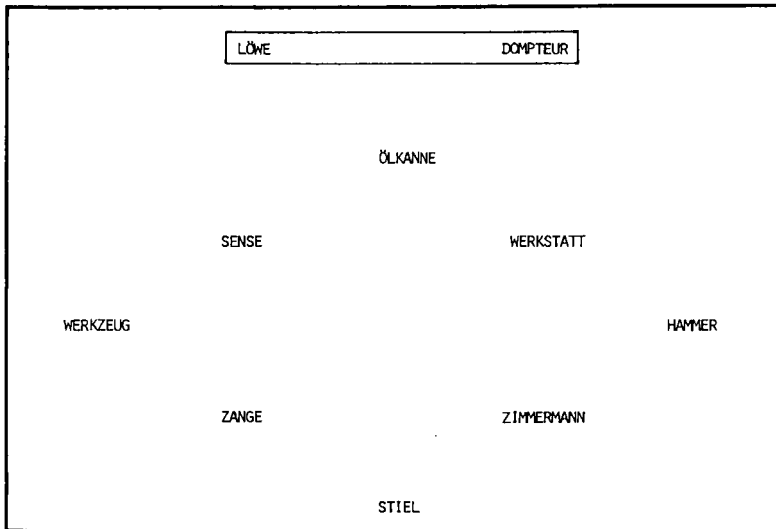 LÖWE DOMPTEUR
ÖLKANNE
SENSE WERKSTATT
WERKZEUG HAMMER
ZANGE ZIMMERMANN
STIEL